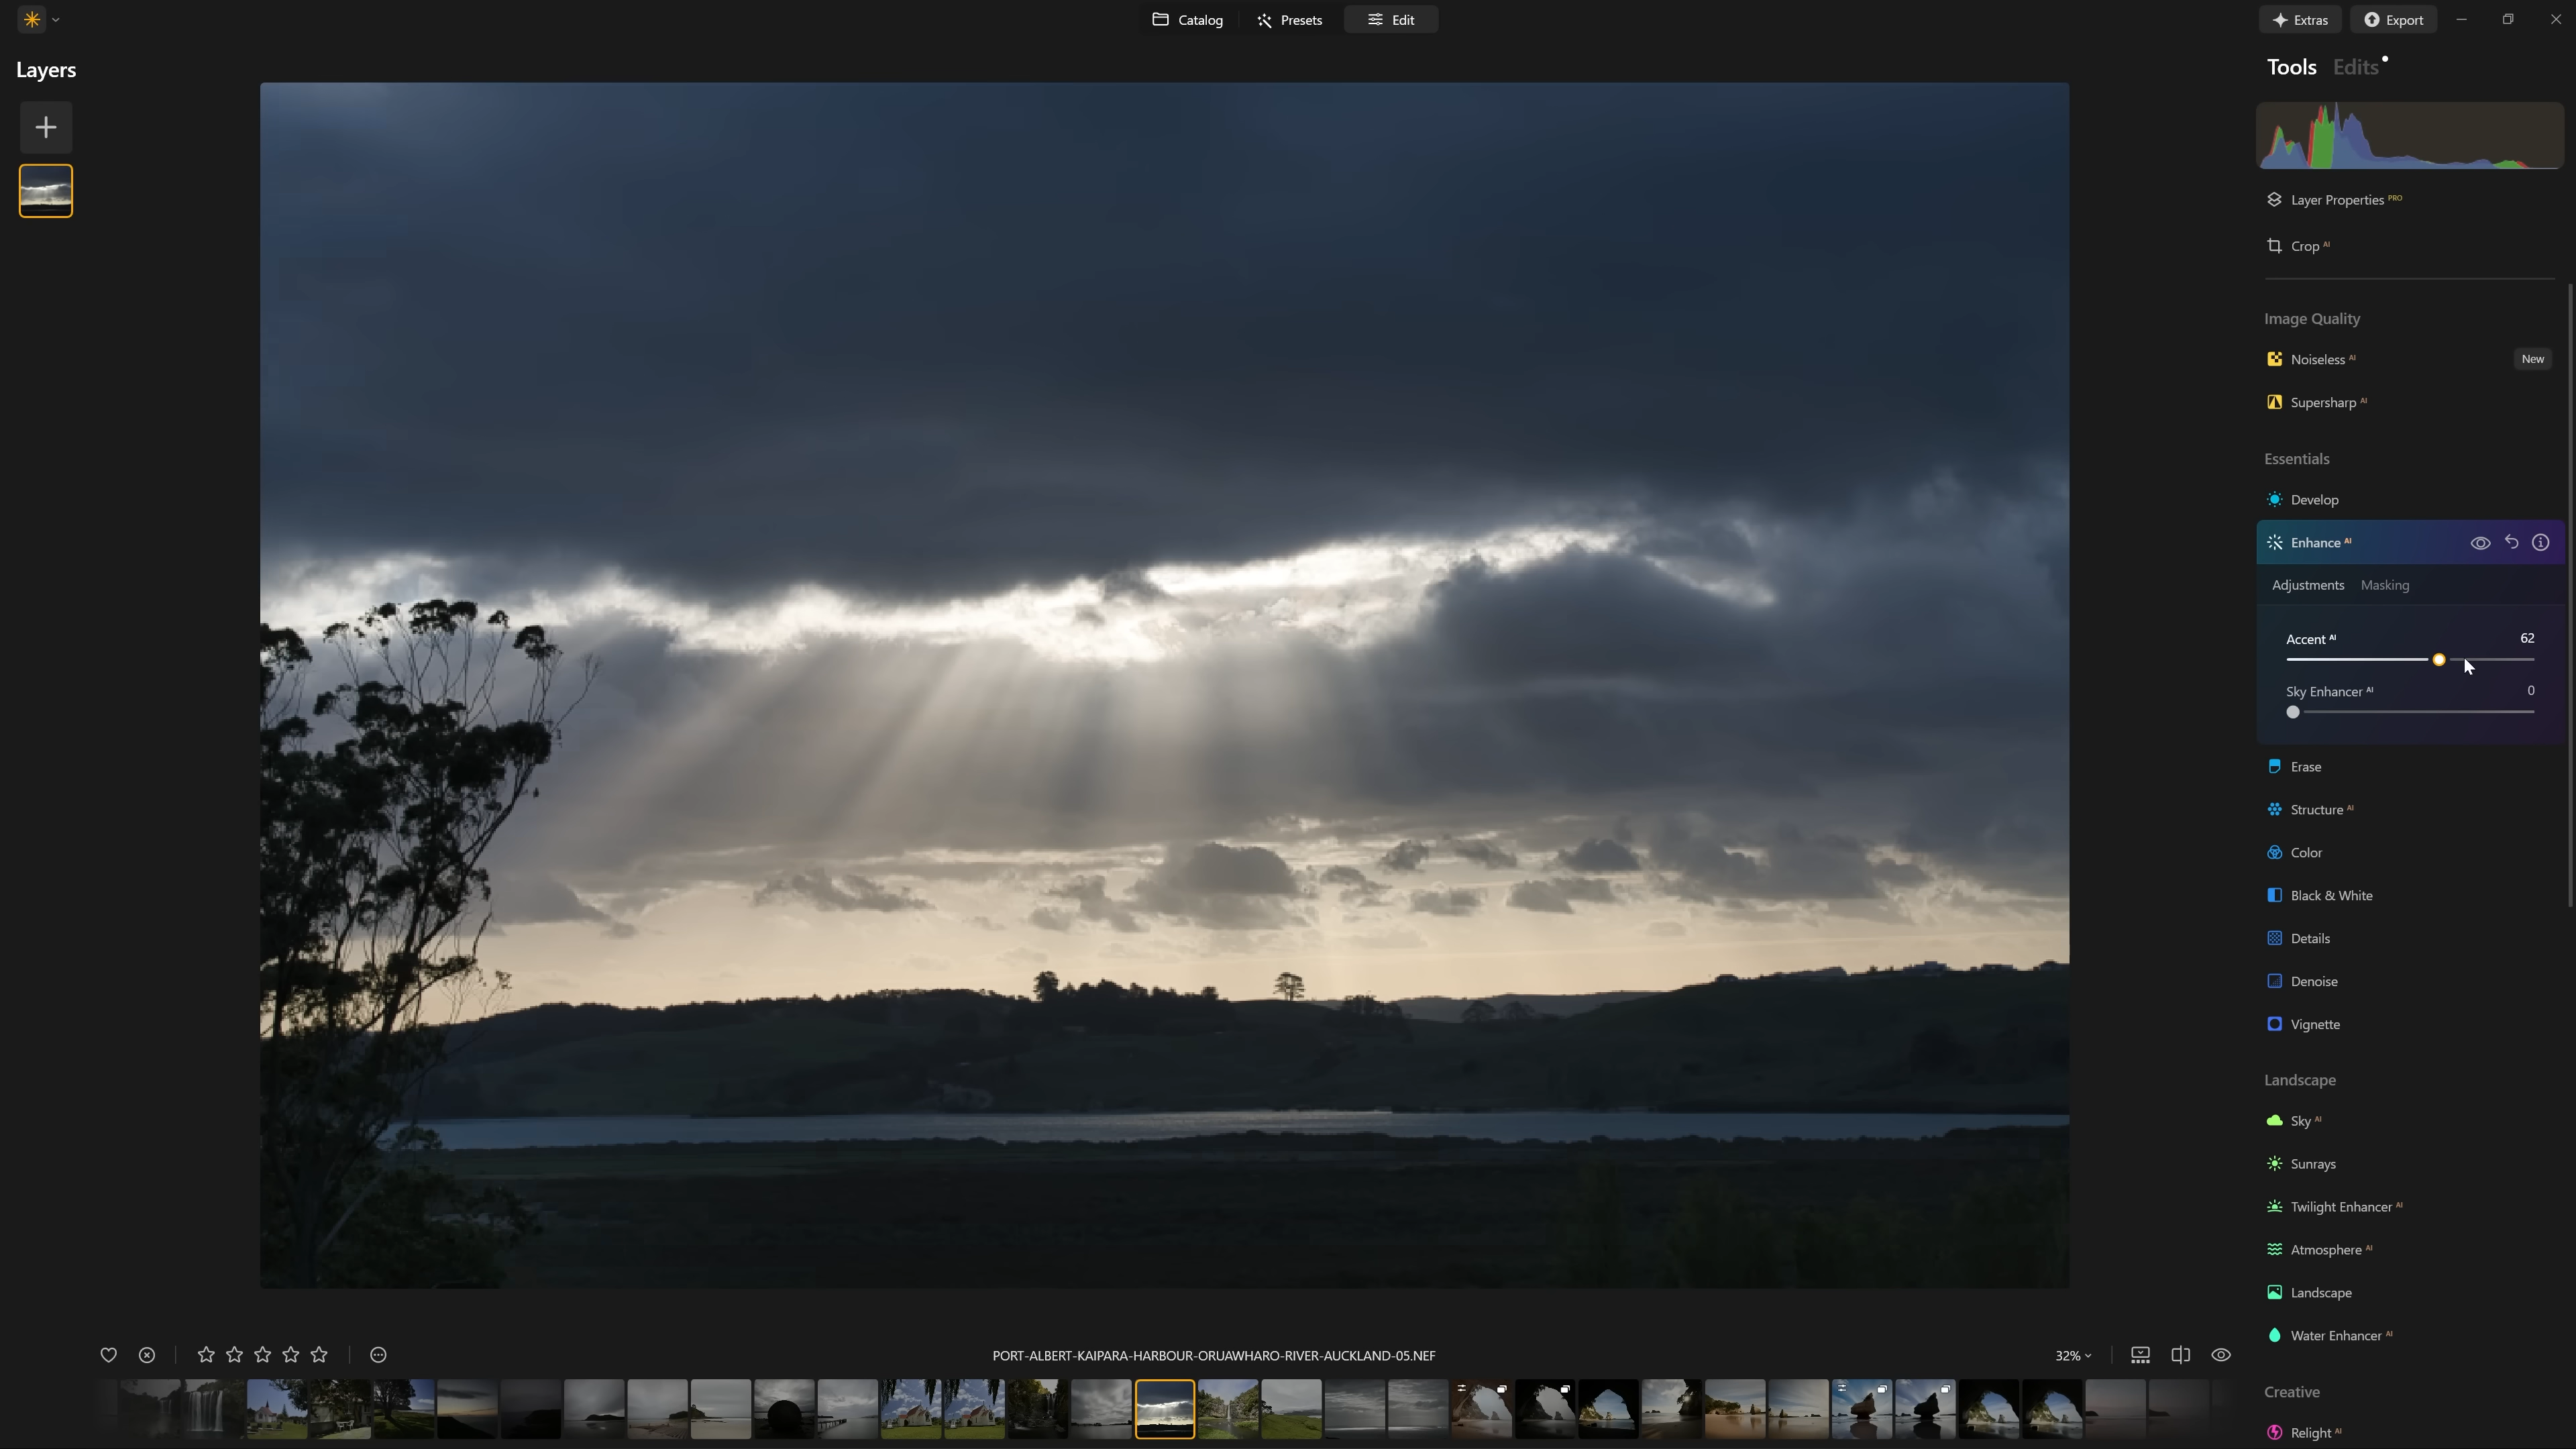 Catalog
Presets
Edit
Extras
Export
Layers
Tools
Edits
Layer Properties PRO
Crop AI
Image Quality
Noiseless AI
New
Supersharp AI
Essentials
Develop
Enhance AI
Adjustments
Masking
Accent AI
62
Sky Enhancer AI
0
Erase
Structure AI
Color
Black & White
Details
Denoise
Vignette
Landscape
Sky AI
Sunrays
Twilight Enhancer AI
Atmosphere AI
Landscape
Water Enhancer AI
Creative
Relight AI
PORT-ALBERT-KAIPARA-HARBOUR-ORUAWHARO-RIVER-AUCKLAND-05.NEF
32%